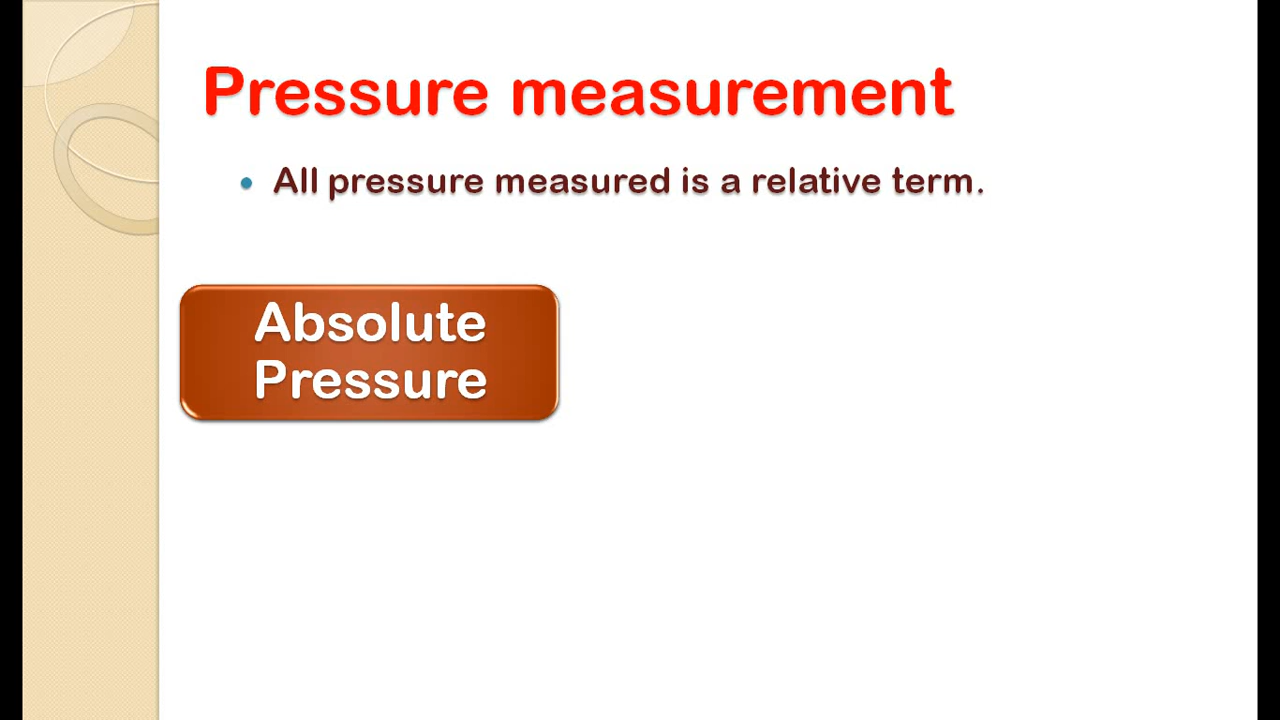 Pressure measurement
• All pressure measured is a relative term.
Absolute
Pressure